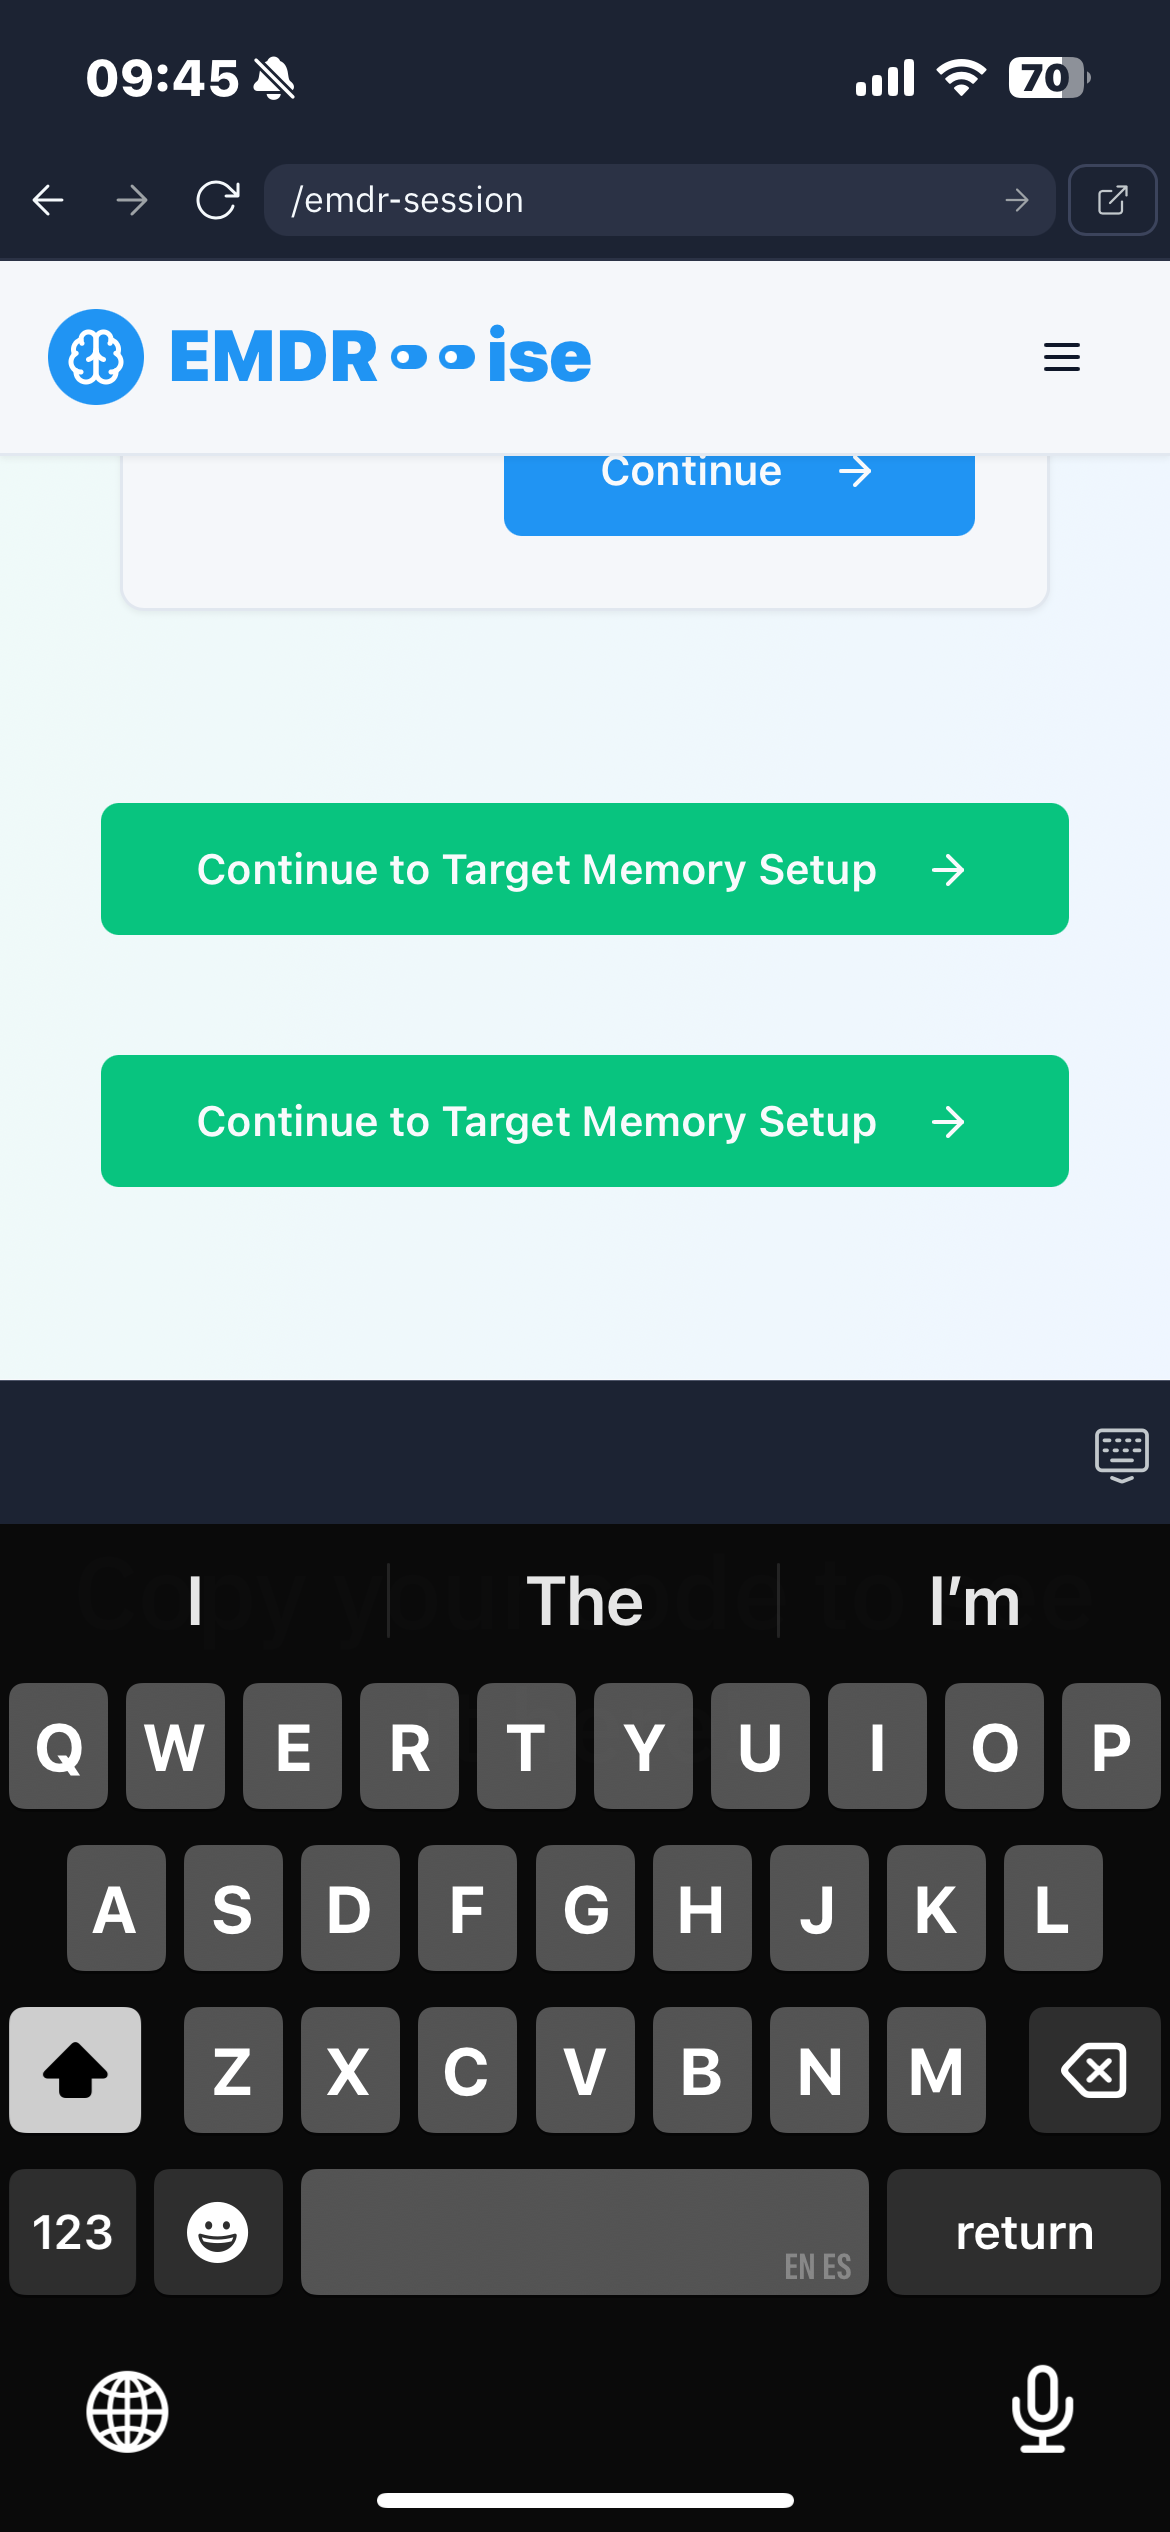 09:45
70
/emdr-session
EMDR ise
Continue
Continue to Target Memory Setup
Continue to Target Memory Setup
I The I'm
Q W E R T Y U I O P
A S D F G H J K L
Z X C V B N M
123 EN ES return